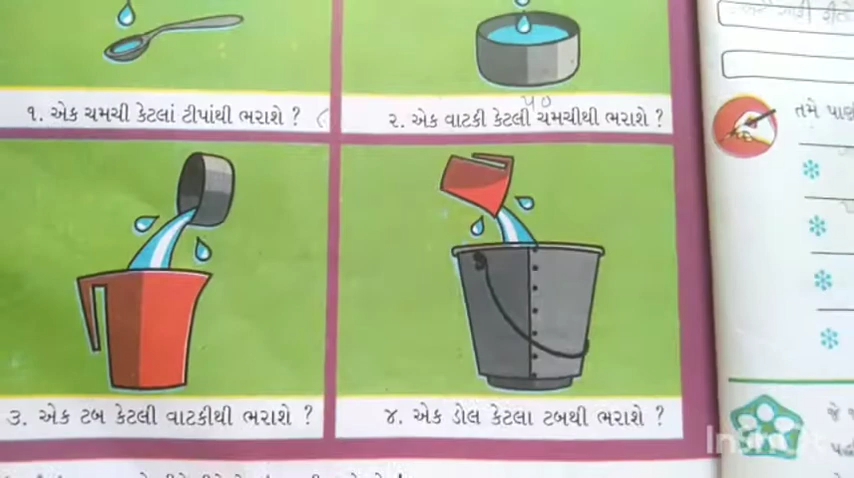 ૧. એક ચમચી કેટલાં ટીપાંથી ભરાશે ?
૫૦
૨. એક વાટકી કેટલી ચમચીથી ભરાશે ?
૩. એક ટબ કેટલી વાટકીથી ભરાશે ?
૪. એક ડોલ કેટલા ટબથી ભરાશે ?
તમે પાણી
જે